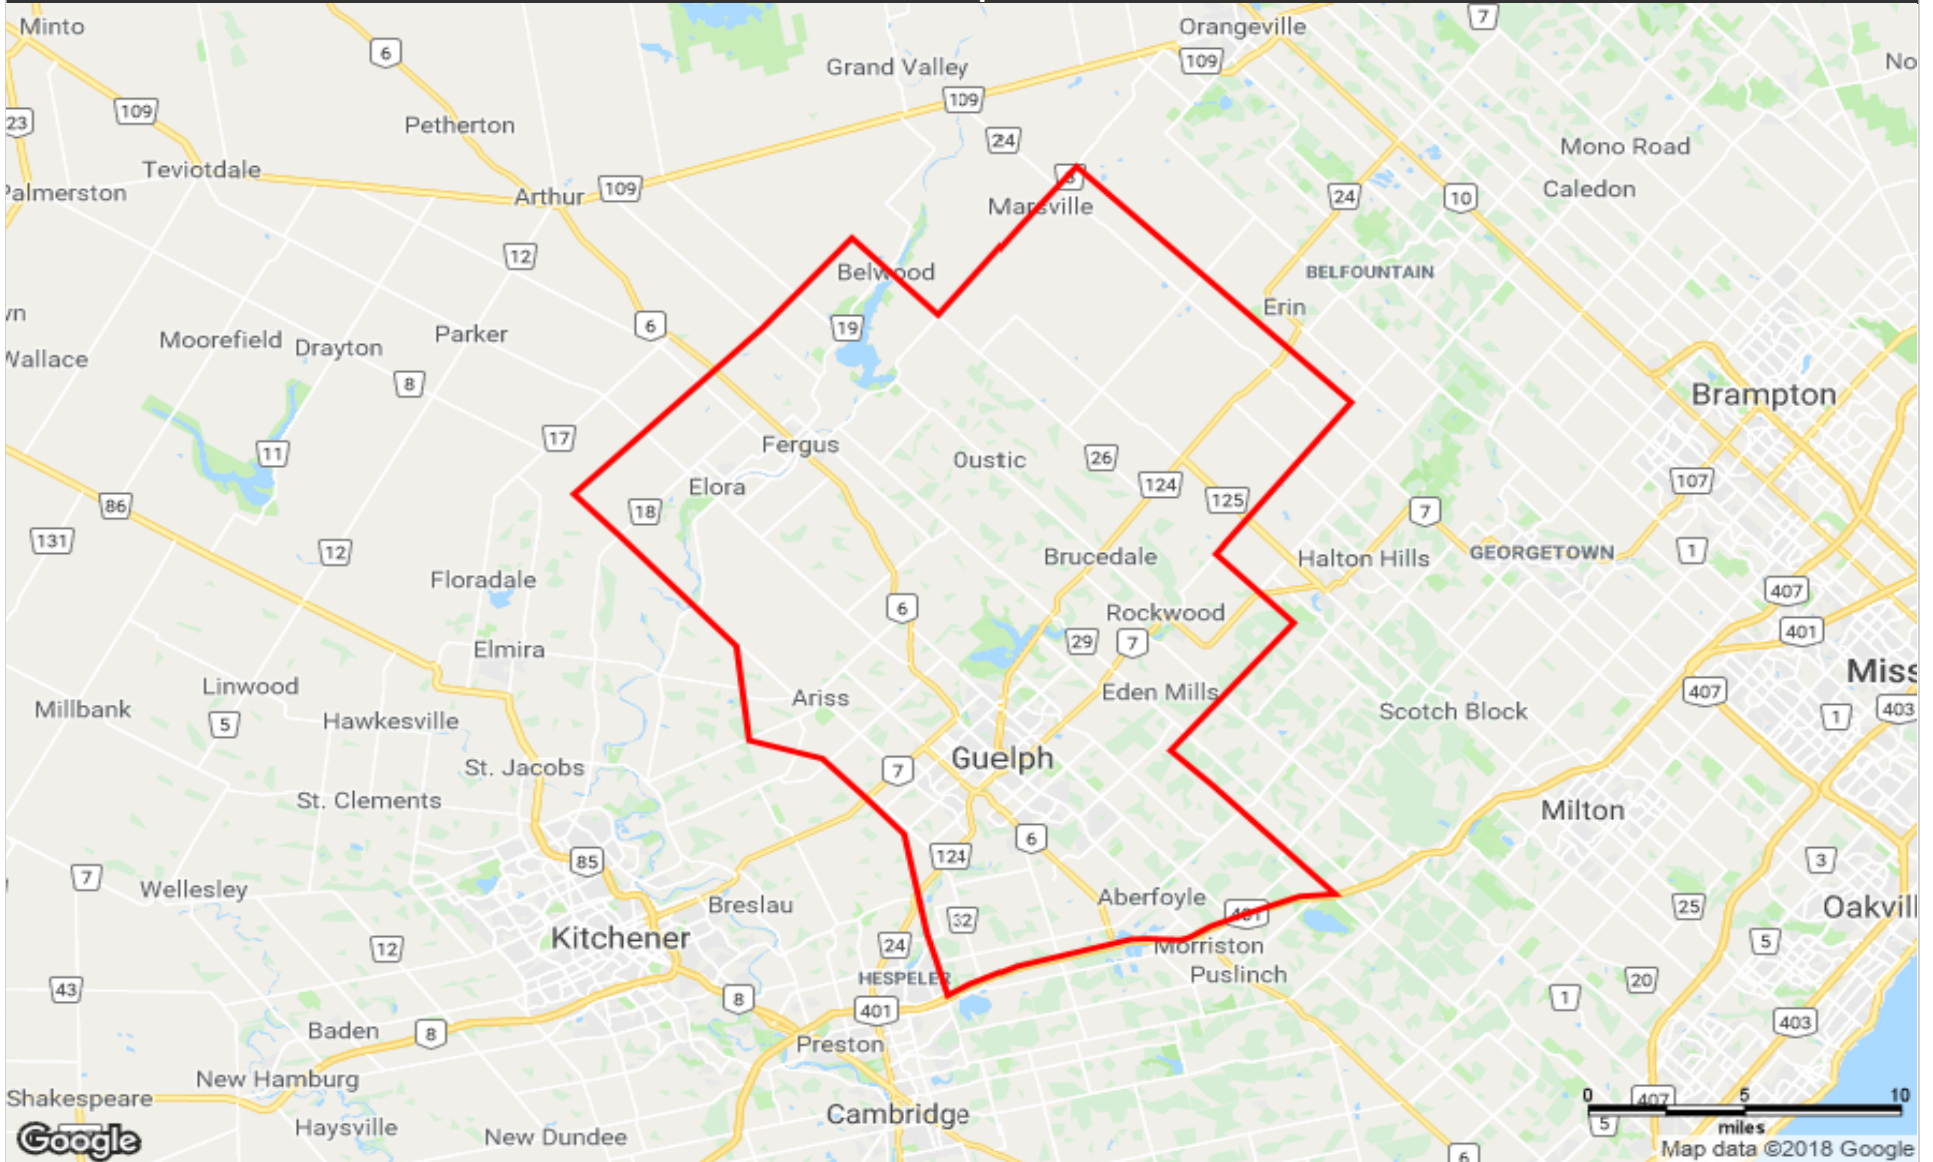 Minto
6
Orangeville
7
Grand Valley
109
No
109
109
23
Petherton
24
Mono Road
Teviotdale
Palmerston
Arthur
109
Marsville
24
10
Caledon
12
Belwood
BELFOUNTAIN
Erin
6
19
Moorefield
Drayton
Parker
Wallace
8
Brampton
17
Fergus
11
Oustic
26
107
Elora
124
125
86
18
7
131
12
Brucedale
Halton Hills
GEORGETOWN
1
Floradale
407
6
Rockwood
401
29
7
Elmira
Miss
Linwood
Ariss
Eden Mills
407
Millbank
5
Hawkesville
Scotch Block
1
403
Guelph
St. Jacobs
7
St. Clements
Milton
6
85
124
3
7
Wellesley
Aberfoyle
Breslau
32
401
25
Oakvill
Kitchener
12
24
Morriston
5
HESPELER
Puslinch
43
20
8
1
401
Baden
8
403
Preston
New Hamburg
Shakespeare
0
407
5
10
Cambridge
Haysville
5
miles
New Dundee
Google
6
Map data ©2018 Google